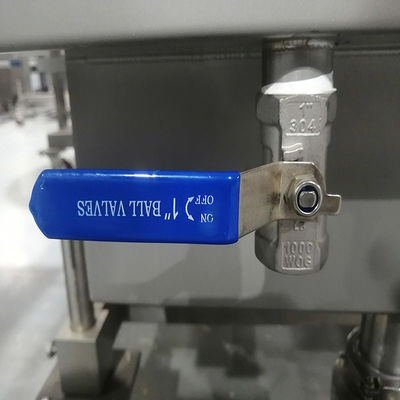 1"
304
1" BALL VALVES
ON
OFF
1000
WOG